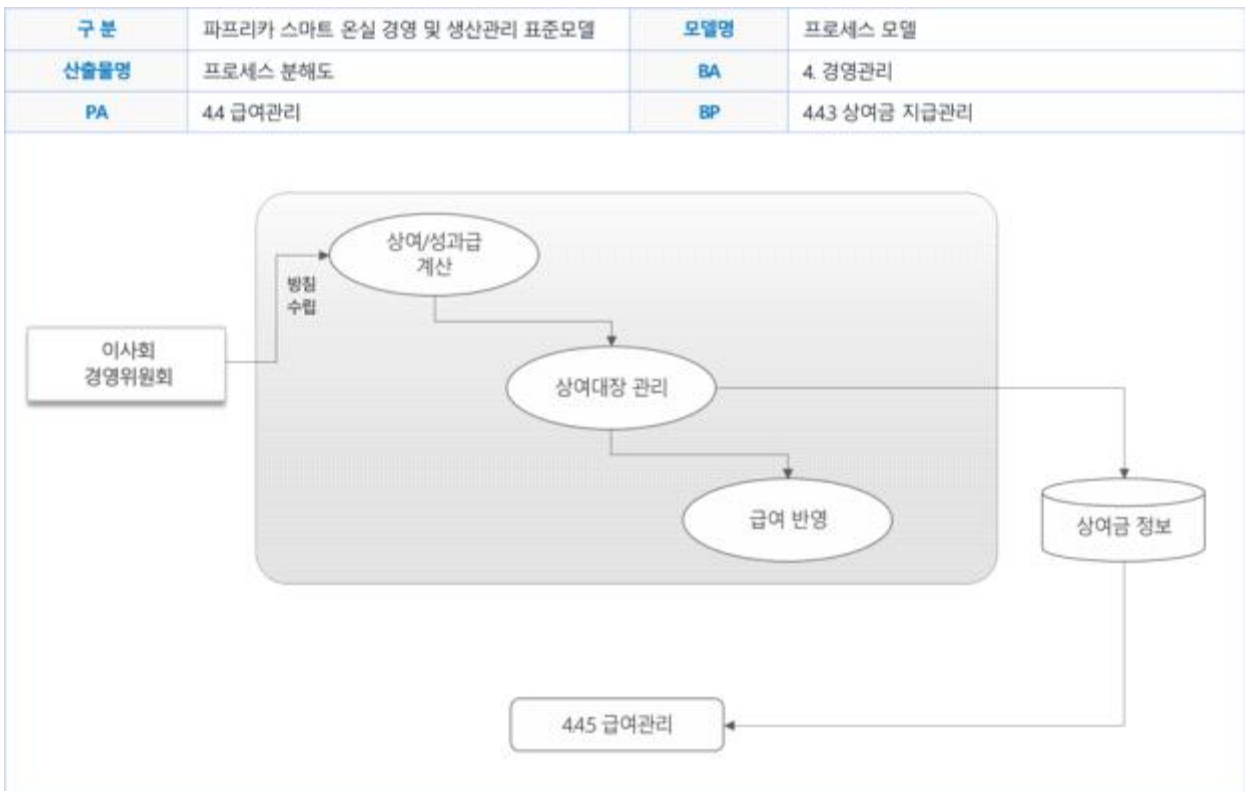 구 분 파프리카 스마트 온실 경영 및 생산관리 표준모델 모델명 프로세스 모델
산출물명 프로세스 분해도 BA 4. 경영관리
PA 4.4 급여관리 BP 4.4.3 상여금 지급관리
상여/성과급
계산
방침
수립
이사회
경영위원회
상여대장 관리
급여 반영
상여금 정보
4.4.5 급여관리